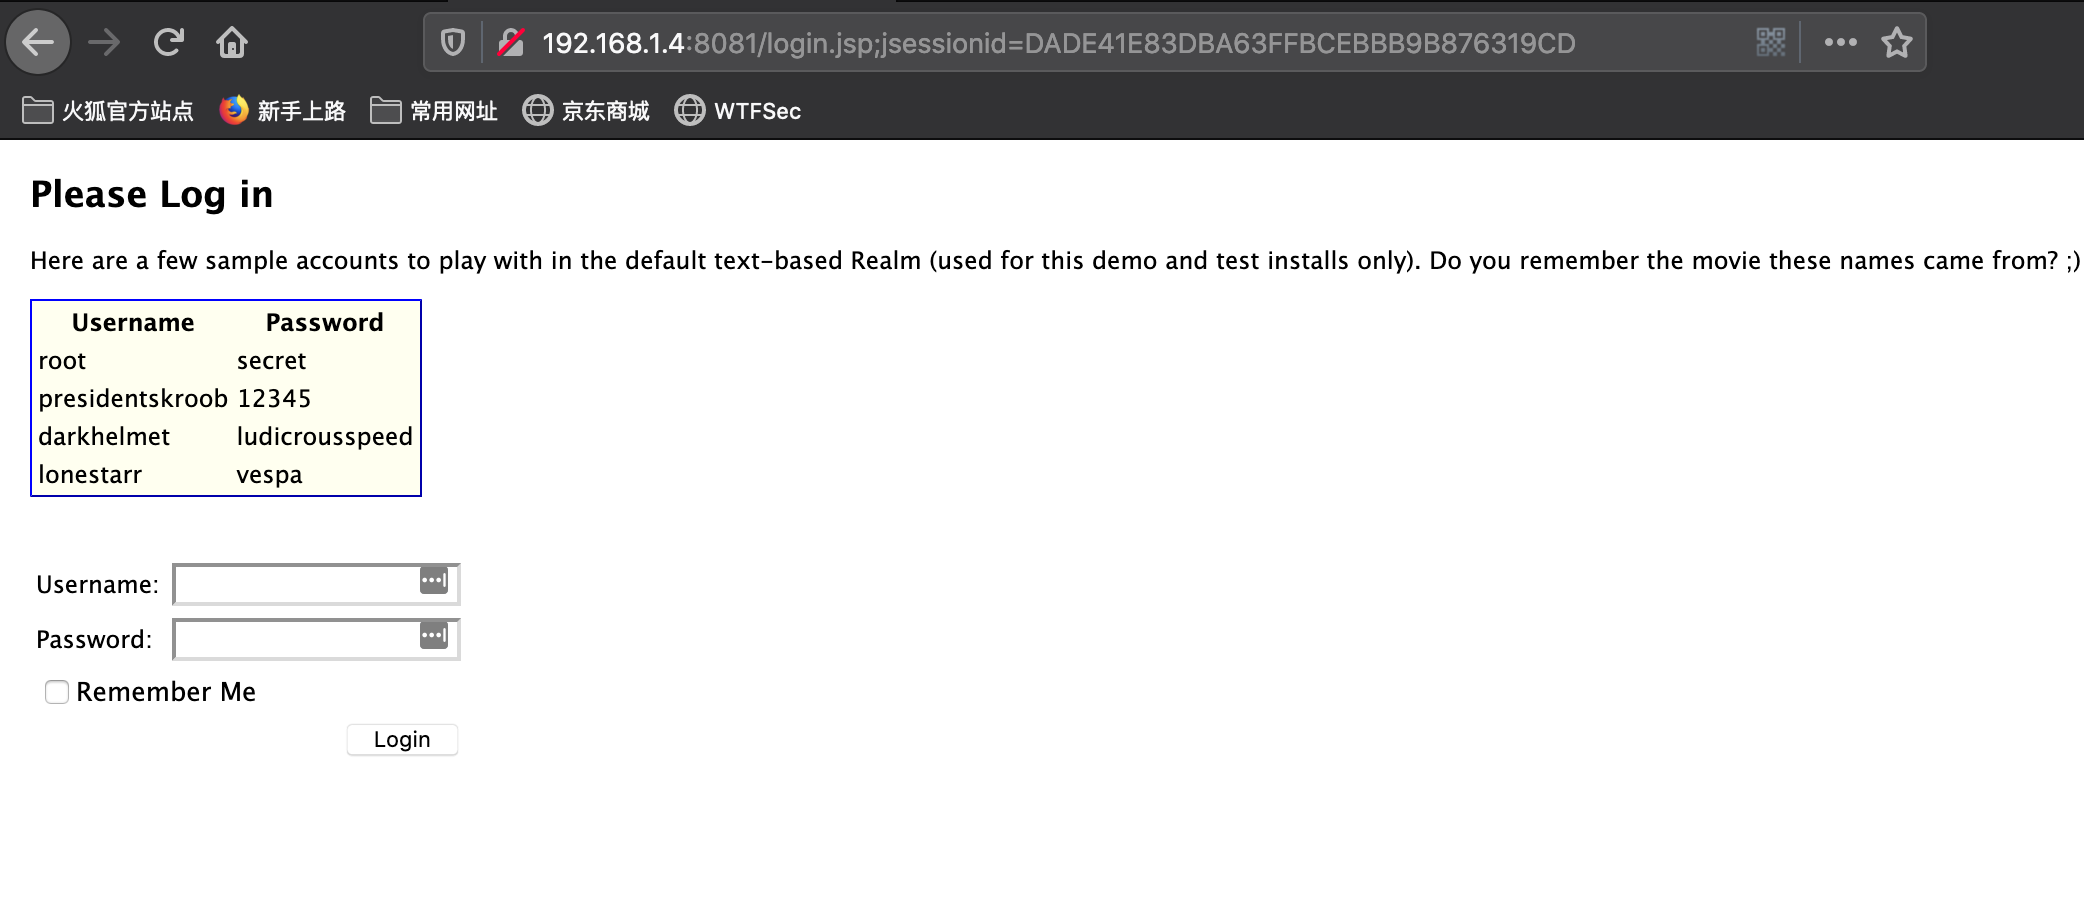 192.168.1.4:8081/login.jsp;jsessionid=DADE41E83DBA63FFBCEBBB9B876319CD
火狐官方站点 新手上路 常用网址 京东商城 WTFSec
Please Log in
Here are a few sample accounts to play with in the default text-based Realm (used for this demo and test installs only). Do you remember the movie these names came from? ;)
Username Password
root secret
presidentskroob 12345
darkhelmet ludicrousspeed
lonestarr vespa
Username:
Password:
Remember Me
Login